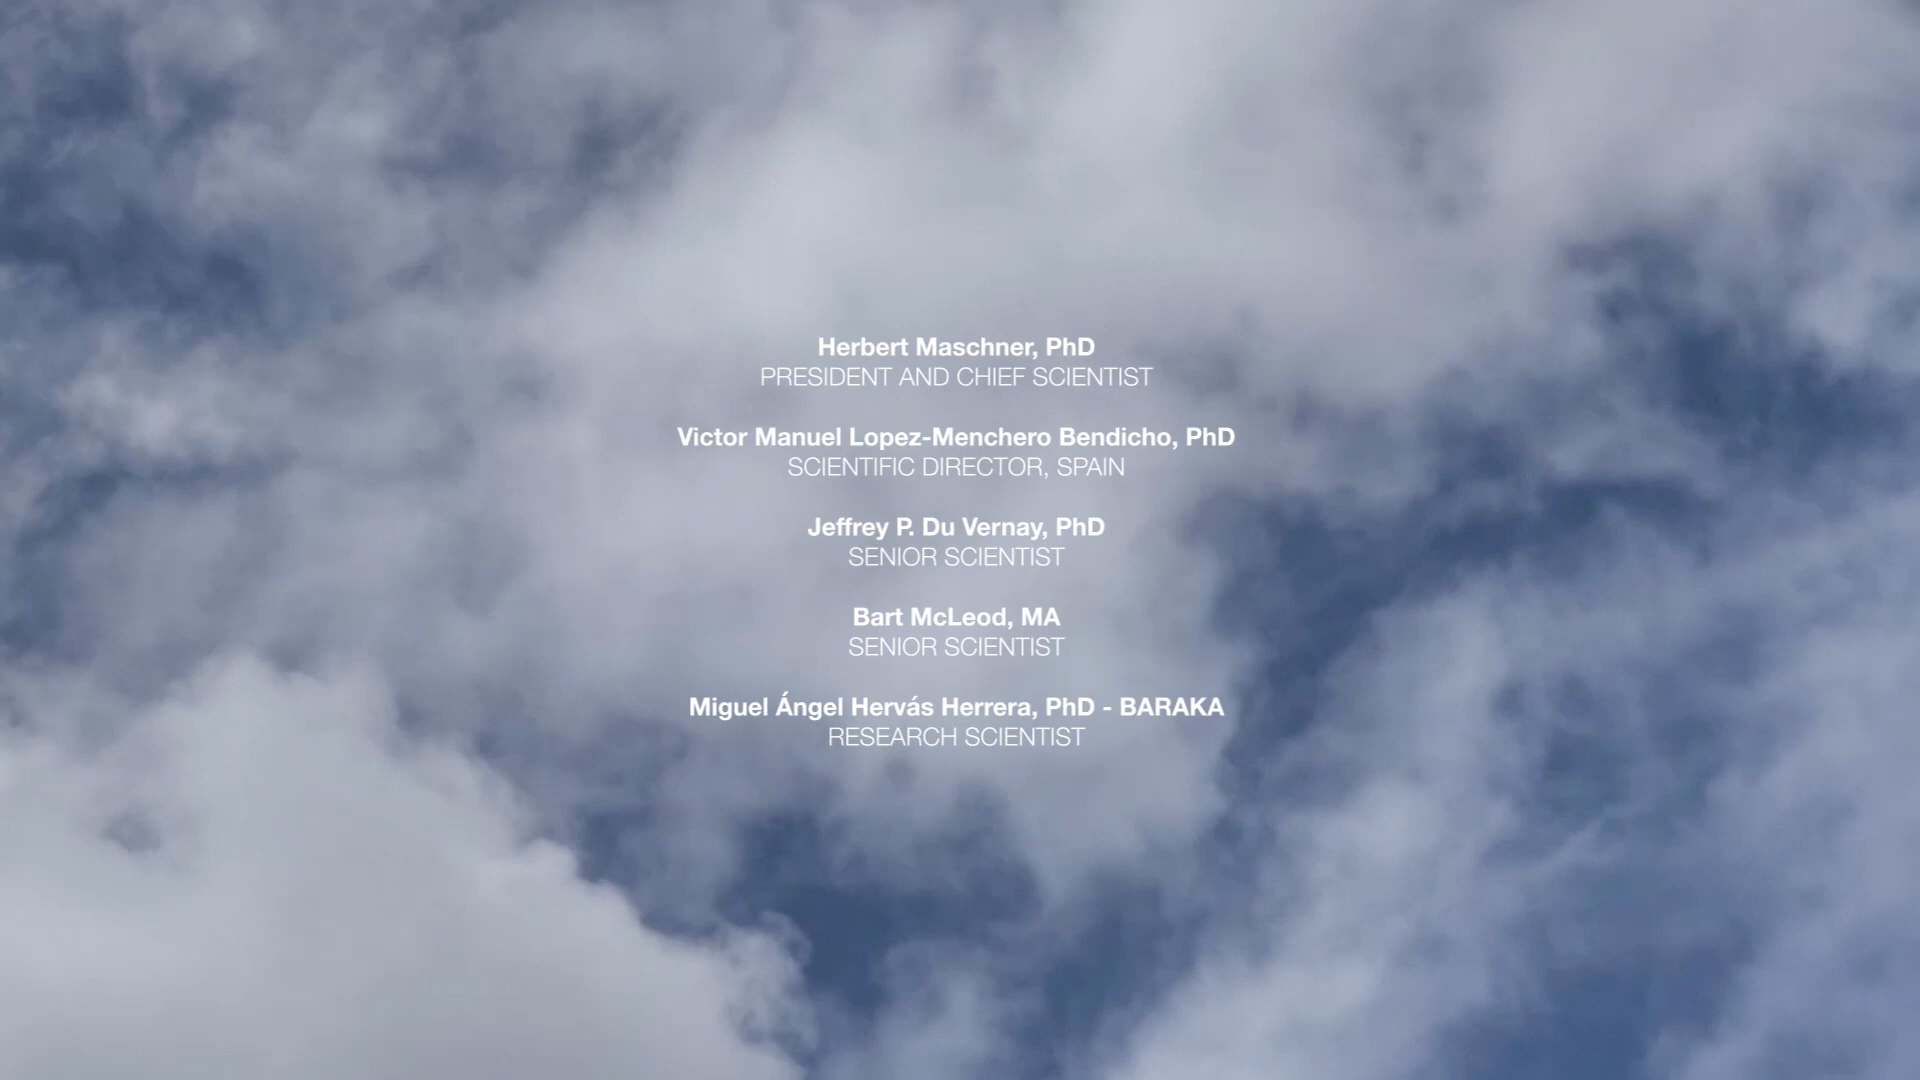 Herbert Maschner, PhD
PRESIDENT AND CHIEF SCIENTIST
Victor Manuel Lopez-Menchero Bendicho, PhD
SCIENTIFIC DIRECTOR, SPAIN
Jeffrey P. Du Vernay, PhD
SENIOR SCIENTIST
Bart McLeod, MA
SENIOR SCIENTIST
Miguel Ángel Hervás Herrera, PhD - BARAKA
RESEARCH SCIENTIST